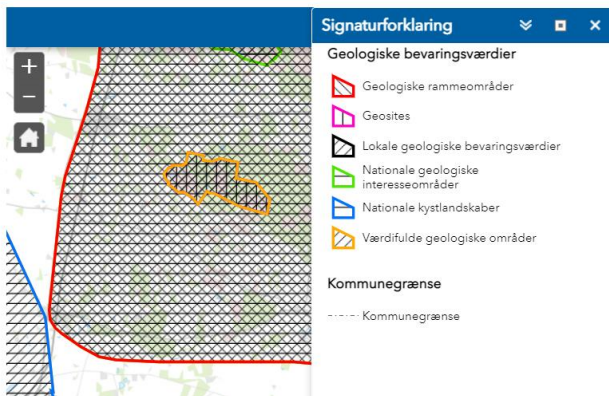 Signaturforklaring
Geologiske bevaringsværdier
Geologiske rammeområder
Geosites
Lokale geologiske bevaringsværdier
Nationale geologiske
interesseområder
Nationale kystlandskaber
Værdifulde geologiske områder
Kommunegrænse
Kommunegrænse